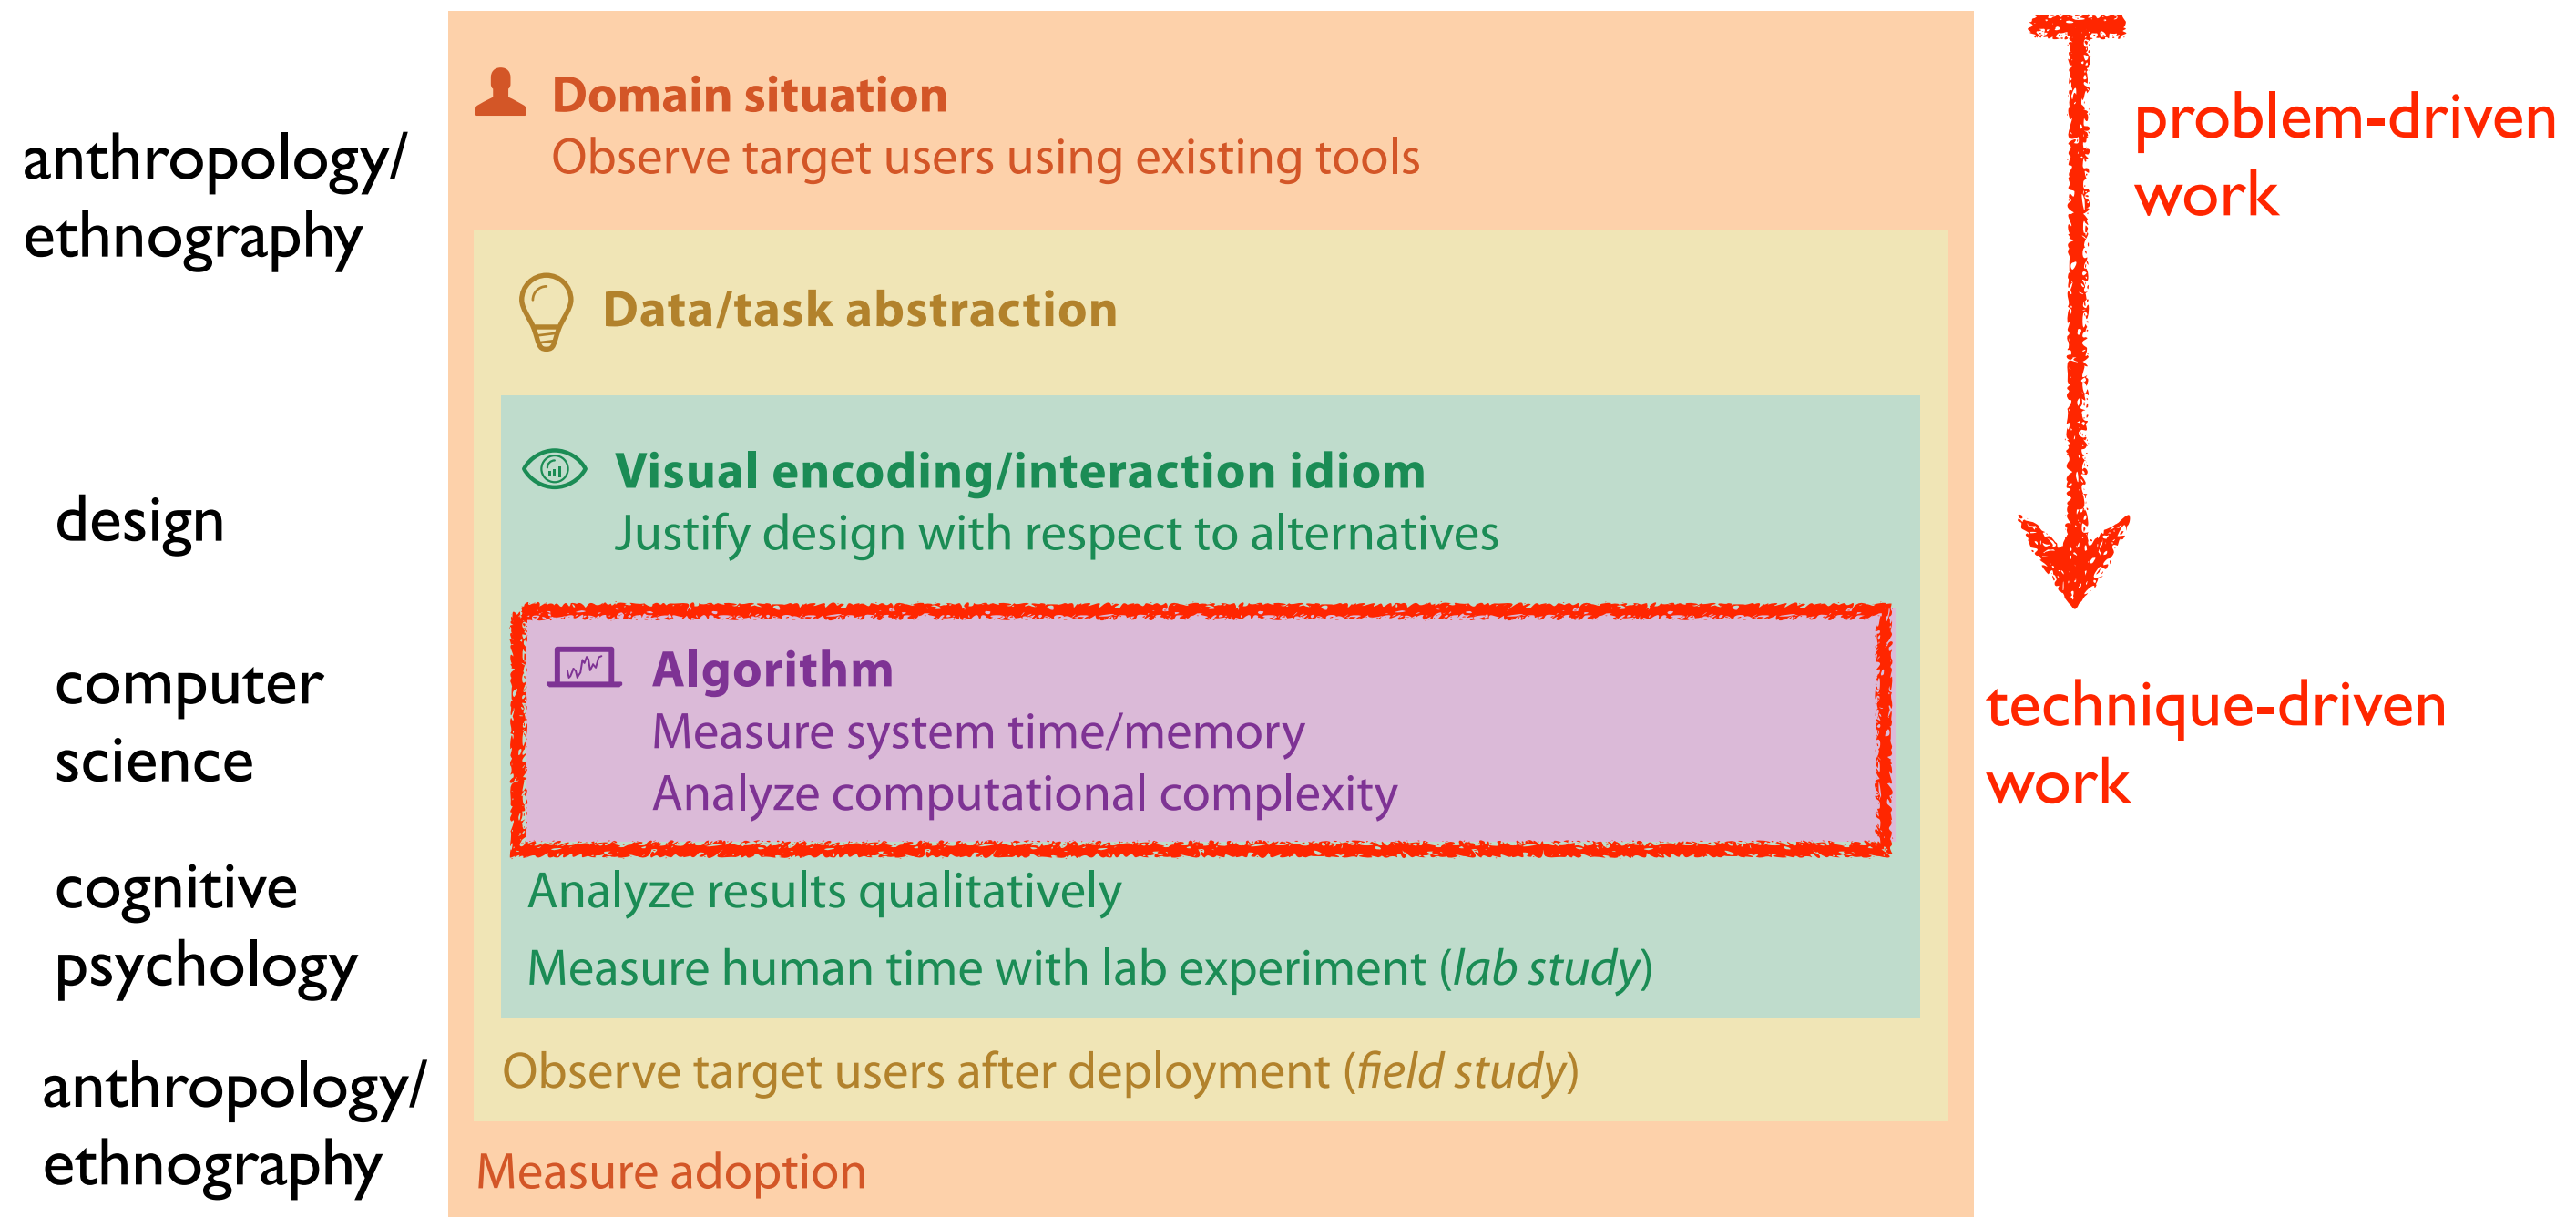 anthropology/
ethnography
design
computer
science
cognitive
psychology
anthropology/
ethnography
Domain situation
Observe target users using existing tools
Data/task abstraction
Visual encoding/interaction idiom
Justify design with respect to alternatives
Algorithm
Measure system time/memory
Analyze computational complexity
Analyze results qualitatively
Measure human time with lab experiment (lab study)
Observe target users after deployment (field study)
Measure adoption
problem-driven
work
technique-driven
work